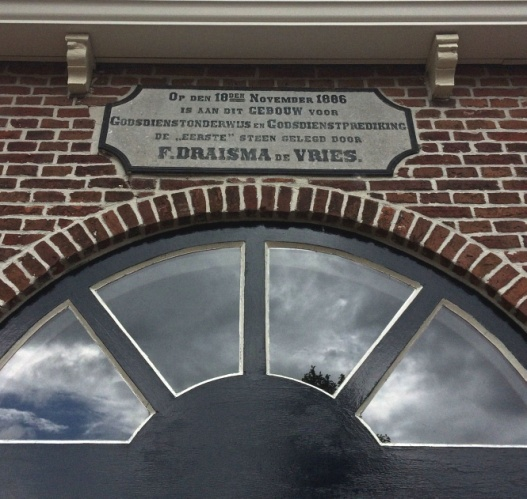 Op den 18den November 1886
is aan dit Gebouw voor
Godsdienstonderwijs en Godsdienstprediking
de „eerste" steen gelegd door
F. DRAISMA de VRIES.